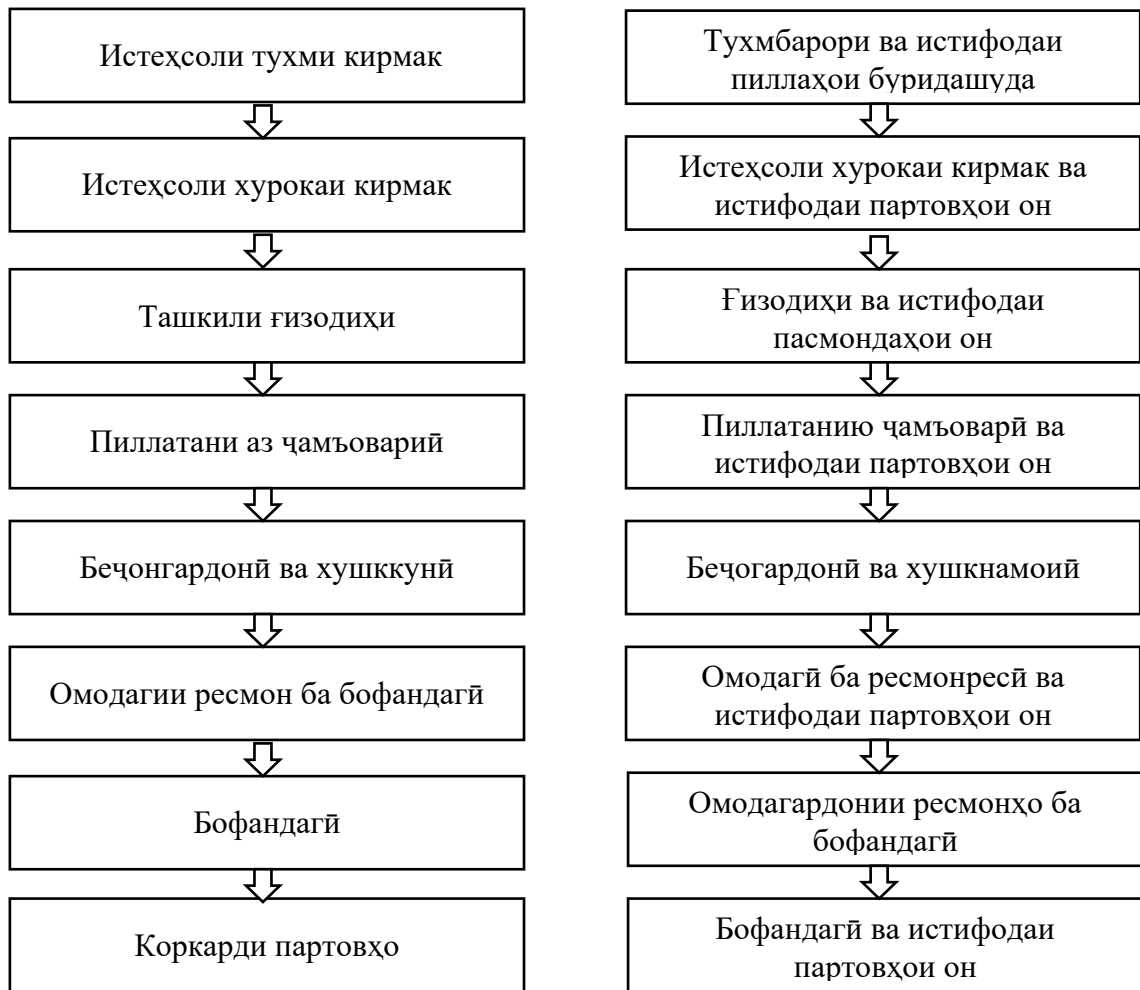 Истеҳсоли тухми кирмак
Истеҳсоли хурокаи кирмак
Ташкили ғизодиҳи
Пиллатани аз ҷамъоварий̄
Беҷонгардонӣ ва хушккунӣ
Омодагии ресмон ба бофандагӣ
Бофандагӣ
Коркарди партовҳо
Тухмбарори ва истифодаи
пиллаҳои буридашуда
Истеҳсоли хурокаи кирмак ва
истифодаи партовҳои он
Ғизодиҳи ва истифодаи
пасмондаҳои он
Пиллатанию ҷамъоварӣ ва
истифодаи партовҳои он
Беҷогардонӣ ва хушкнамоиӣ
Омодагӣ ба ресмонресӣ ва
истифодаи партовҳои он
Омодагардонии ресмонҳо ба
бофандагӣ
Бофандагӣ ва истифодаи
партовҳои он